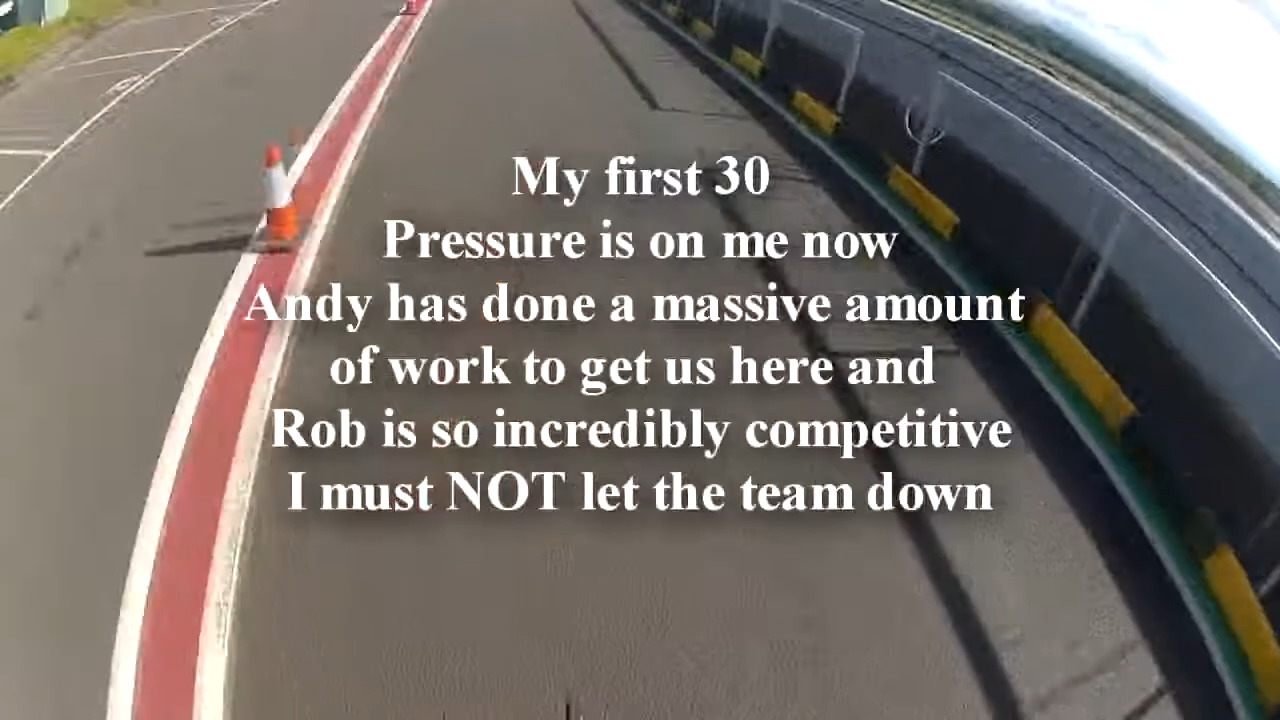 My first 30
Pressure is on me now
Andy has done a massive amount
of work to get us here and
Rob is so incredibly competitive
I must NOT let the team down